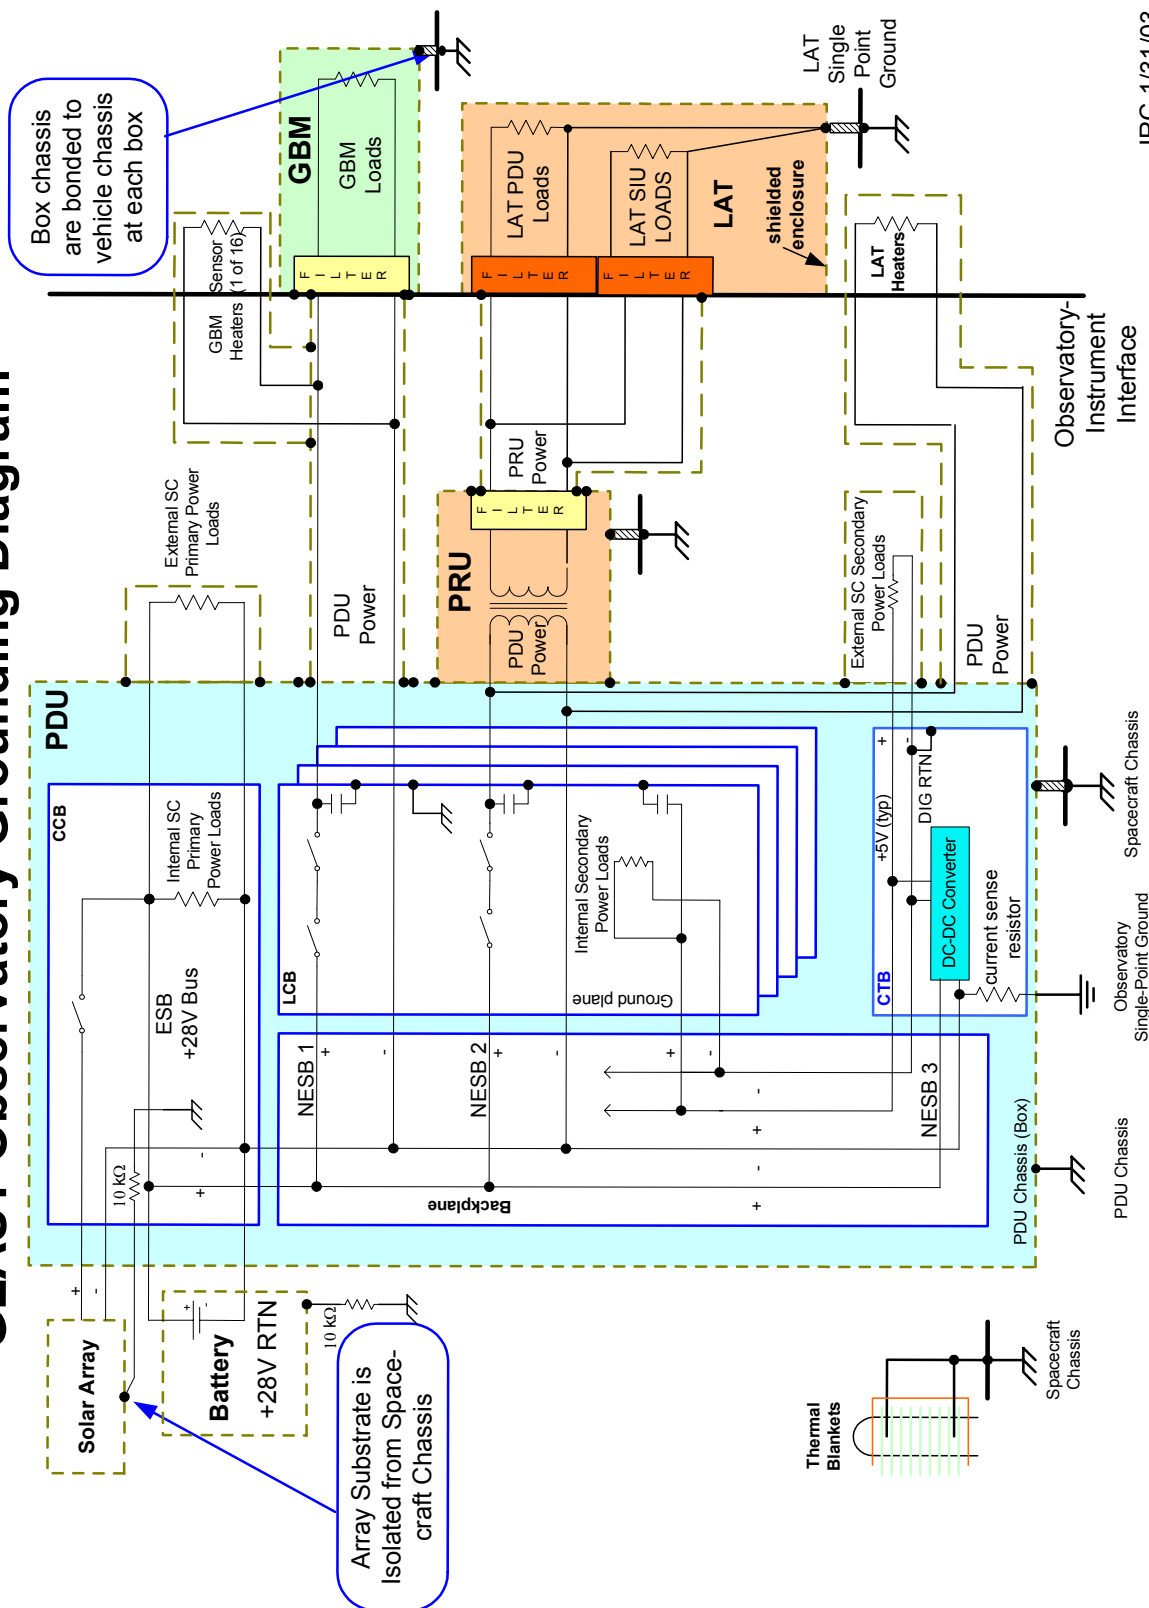 Observatory Grounding Diagram
Box chassis
are bonded to
vehicle chassis
at each box
GBM
GBM
Loads
F I L T E R
GBM Sensor
Heaters (1 of 16)
LAT PDU
Loads
LAT SIU
LOADS
LAT
shielded
enclosure
F I L T E R
F I L T E R
LAT
Single
Point
Ground
LAT
Heaters
Observatory-
Instrument
Interface
External SC
Primary Power
Loads
PDU
Power
PRU
Power
F I L T E R
PRU
PDU
Power
External SC Secondary
Power Loads
PDU
Power
PDU
CCB
Internal SC
Primary
Power Loads
ESB
+28V Bus
10 kΩ
+
-
LCB
Internal Secondary
Power Loads
Ground plane
CTB
+5V (typ)
+
-
DIG RTN
DC-DC Converter
current sense
resistor
NESB 1
+
-
NESB 2
+
-
+
-
NESB 3
Backplane
+
-
+
-
PDU Chassis (Box)
Spacecraft Chassis
Observatory
Single-Point Ground
PDU Chassis
Solar Array
+
-
Battery
+
-
+28V RTN
10 kΩ
Array Substrate is
Isolated from Space-
craft Chassis
Thermal
Blankets
Spacecraft
Chassis